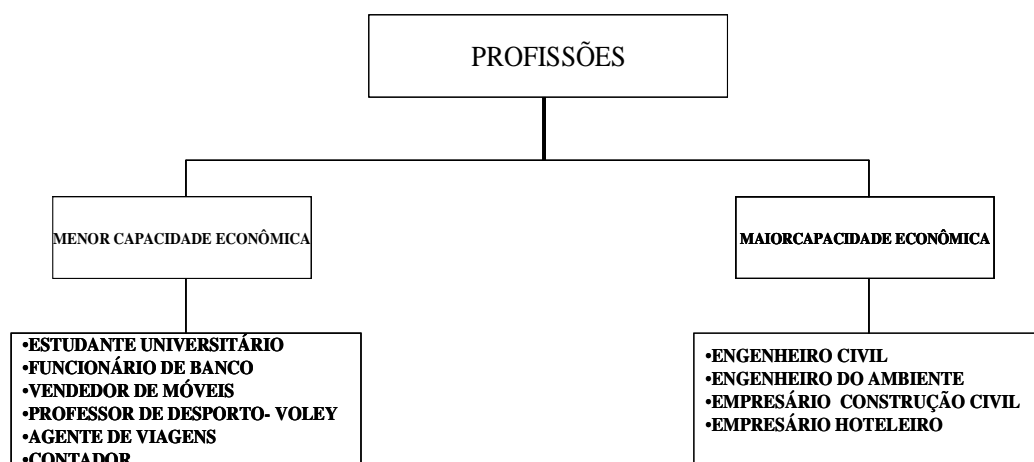 PROFISSÕES
MENOR CAPACIDADE ECONÔMICA
MAIORCAPACIDADE ECONÔMICA
•ESTUDANTE UNIVERSITÁRIO
•FUNCIONÁRIO DE BANCO
•VENDEDOR DE MÓVEIS
•PROFESSOR DE DESPORTO- VOLEY
•AGENTE DE VIAGENS
•CONTADOR
•ENGENHEIRO CIVIL
•ENGENHEIRO DO AMBIENTE
•EMPRESÁRIO CONSTRUÇÃO CIVIL
•EMPRESÁRIO HOTELEIRO